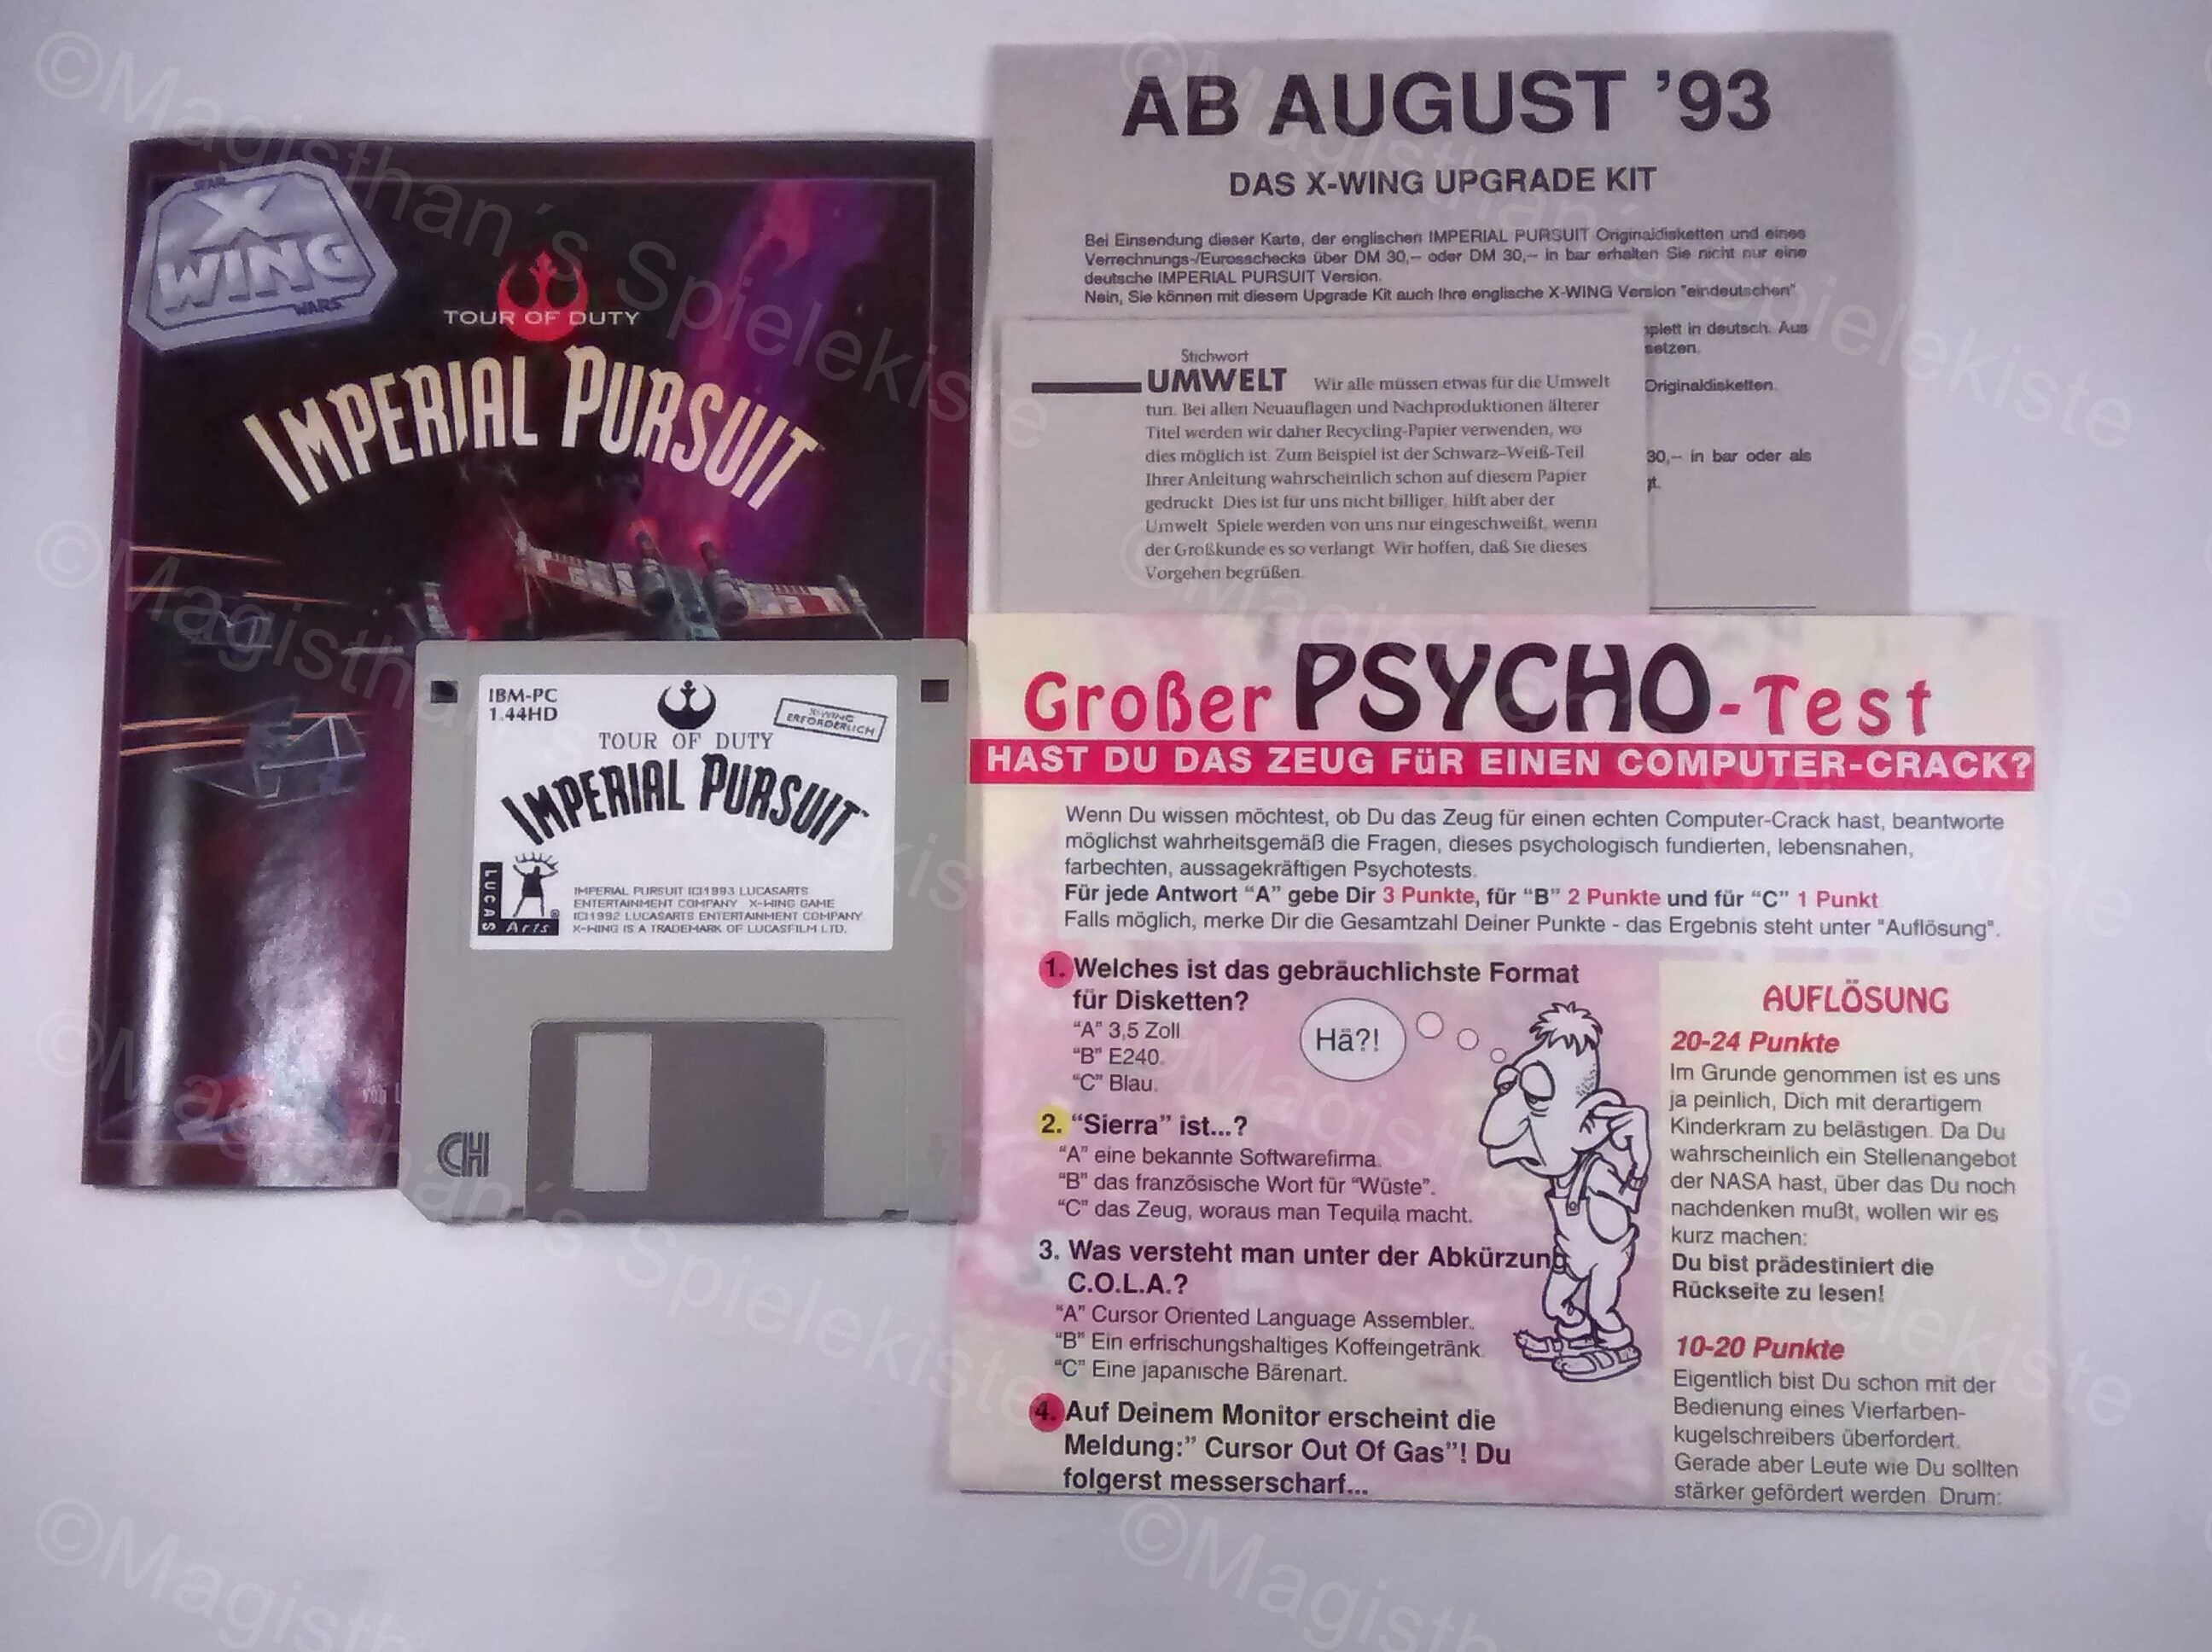 STAR
X
WING
WARS
TOUR OF DUTY
IMPERIAL PURSUIT™
IBM-PC
1.44HD
X-WING
ERFORDERLICH
TOUR OF DUTY
IMPERIAL PURSUIT™
LUCAS
Arts
IMPERIAL PURSUIT (C)1993 LUCASARTS
ENTERTAINMENT COMPANY X-WING GAME
(C)1992 LUCASARTS ENTERTAINMENT COMPANY.
X-WING IS A TRADEMARK OF LUCASFILM LTD.
CH
AB AUGUST ’93
DAS X-WING UPGRADE KIT
Bei Einsendung dieser Karte, der englischen IMPERIAL PURSUIT Originaldisketten und eines
Verrechnungs-/Euroschecks über DM 30,-- oder DM 30,-- in bar erhalten Sie nicht nur eine
deutsche IMPERIAL PURSUIT Version.
Nein, Sie können mit diesem Upgrade Kit auch Ihre englische X-WING Version "eindeutschen"
in deutsch. Aus
setzen.
Originaldisketten.
30,-- in bar oder als
Stichwort
UMWELT Wir alle müssen etwas für die Umwelt
tun. Bei allen Neuauflagen und Nachproduktionen älterer
Titel werden wir daher Recycling-Papier verwenden, wo
dies möglich ist. Zum Beispiel ist der Schwarz-Weiß-Teil
Ihrer Anleitung wahrscheinlich schon auf diesem Papier
gedruckt. Dies ist für uns nicht billiger, hilft aber der
Umwelt. Spiele werden von uns nur eingeschweißt, wenn
der Großkunde es so verlangt. Wir hoffen, daß Sie dieses
Vorgehen begrüßen.
Großer PSYCHO-Test
HAST DU DAS ZEUG FüR EINEN COMPUTER-CRACK?
Wenn Du wissen möchtest, ob Du das Zeug für einen echten Computer-Crack hast, beantworte
möglichst wahrheitsgemäß die Fragen, dieses psychologisch fundierten, lebensnahen,
farbechten, aussagekräftigen Psychotests.
Für jede Antwort “A” gebe Dir 3 Punkte, für “B” 2 Punkte und für “C” 1 Punkt
Falls möglich, merke Dir die Gesamtzahl Deiner Punkte - das Ergebnis steht unter "Auflösung".
1. Welches ist das gebräuchlichste Format
für Disketten?
“A” 3,5 Zoll
“B” E240.
“C” Blau.
Hä?!
2. “Sierra” ist...?
“A” eine bekannte Softwarefirma.
“B” das französische Wort für “Wüste”.
“C” das Zeug, woraus man Tequila macht.
3. Was versteht man unter der Abkürzung
C.O.L.A.?
“A” Cursor Oriented Language Assembler.
“B” Ein erfrischungshaltiges Koffeingetränk.
“C” Eine japanische Bärenart.
4. Auf Deinem Monitor erscheint die
Meldung:” Cursor Out Of Gas”! Du
folgerst messerscharf...
AUFLÖSUNG
20-24 Punkte
Im Grunde genommen ist es uns
ja peinlich, Dich mit derartigem
Kinderkram zu belästigen. Da Du
wahrscheinlich ein Stellenangebot
der NASA hast, über das Du noch
nachdenken mußt, wollen wir es
kurz machen:
Du bist prädestiniert die
Rückseite zu lesen!
10-20 Punkte
Eigentlich bist Du schon mit der
Bedienung eines Vierfarben-
kugelschreibers überfordert.
Gerade aber Leute wie Du sollten
stärker gefördert werden. Drum:
©Magisthan´s Spielekiste
©Magisthan´s Spielekiste
©Magisthan´s Spielekiste
©Magisthan´s Spielekiste
©Magisthan´s Spielekiste
©Magisthan´s Spielekiste